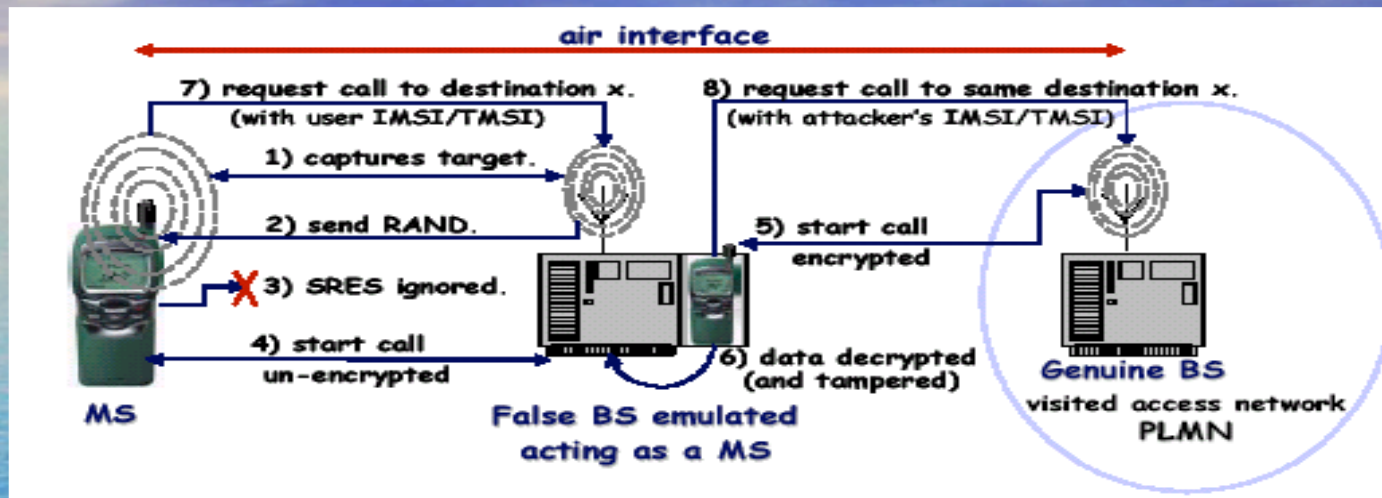 air interface
7) request call to destination x.
(with user IMSI/TMSI)
8) request call to same destination x.
(with attacker's IMSI/TMSI)
1) captures target.
2) send RAND.
3) SRES ignored.
4) start call
un-encrypted
5) start call
encrypted
6) data decrypted
(and tampered)
MS
False BS emulated
acting as a MS
Genuine BS
visited access network
PLMN